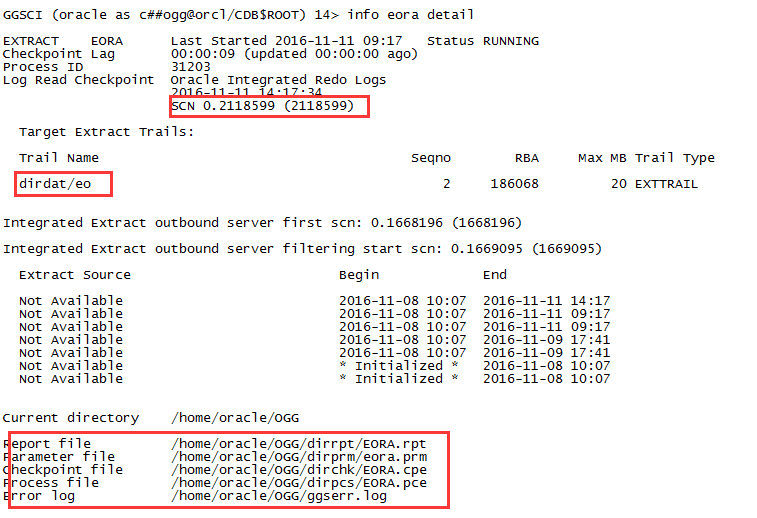 GGSCI (oracle as c##ogg@orcl/CDB$ROOT) 14> info eora detail
EXTRACT    EORA      Last Started 2016-11-11 09:17   Status RUNNING
Checkpoint Lag       00:00:09 (updated 00:00:00 ago)
Process ID           31203
Log Read Checkpoint  Oracle Integrated Redo Logs
2016-11-11 14:17:34
SCN 0.2118599 (2118599)
Target Extract Trails:
Trail Name                                       Seqno        RBA     Max MB Trail Type
dirdat/eo                                            2     186068         20 EXTTRAIL
Integrated Extract outbound server first scn: 0.1668196 (1668196)
Integrated Extract outbound server filtering start scn: 0.1669095 (1669095)
Extract Source                          Begin             End
Not Available                           2016-11-08 10:07  2016-11-11 14:17
Not Available                           2016-11-08 10:07  2016-11-11 09:17
Not Available                           2016-11-08 10:07  2016-11-11 09:17
Not Available                           2016-11-08 10:07  2016-11-09 17:41
Not Available                           2016-11-08 10:07  2016-11-09 17:41
Not Available                           * Initialized *   2016-11-08 10:07
Not Available                           * Initialized *   2016-11-08 10:07
Current directory    /home/oracle/OGG
Report file          /home/oracle/OGG/dirrpt/EORA.rpt
Parameter file       /home/oracle/OGG/dirprm/eora.prm
Checkpoint file      /home/oracle/OGG/dirchk/EORA.cpe
Process file         /home/oracle/OGG/dirpcs/EORA.pce
Error log            /home/oracle/OGG/ggserr.log